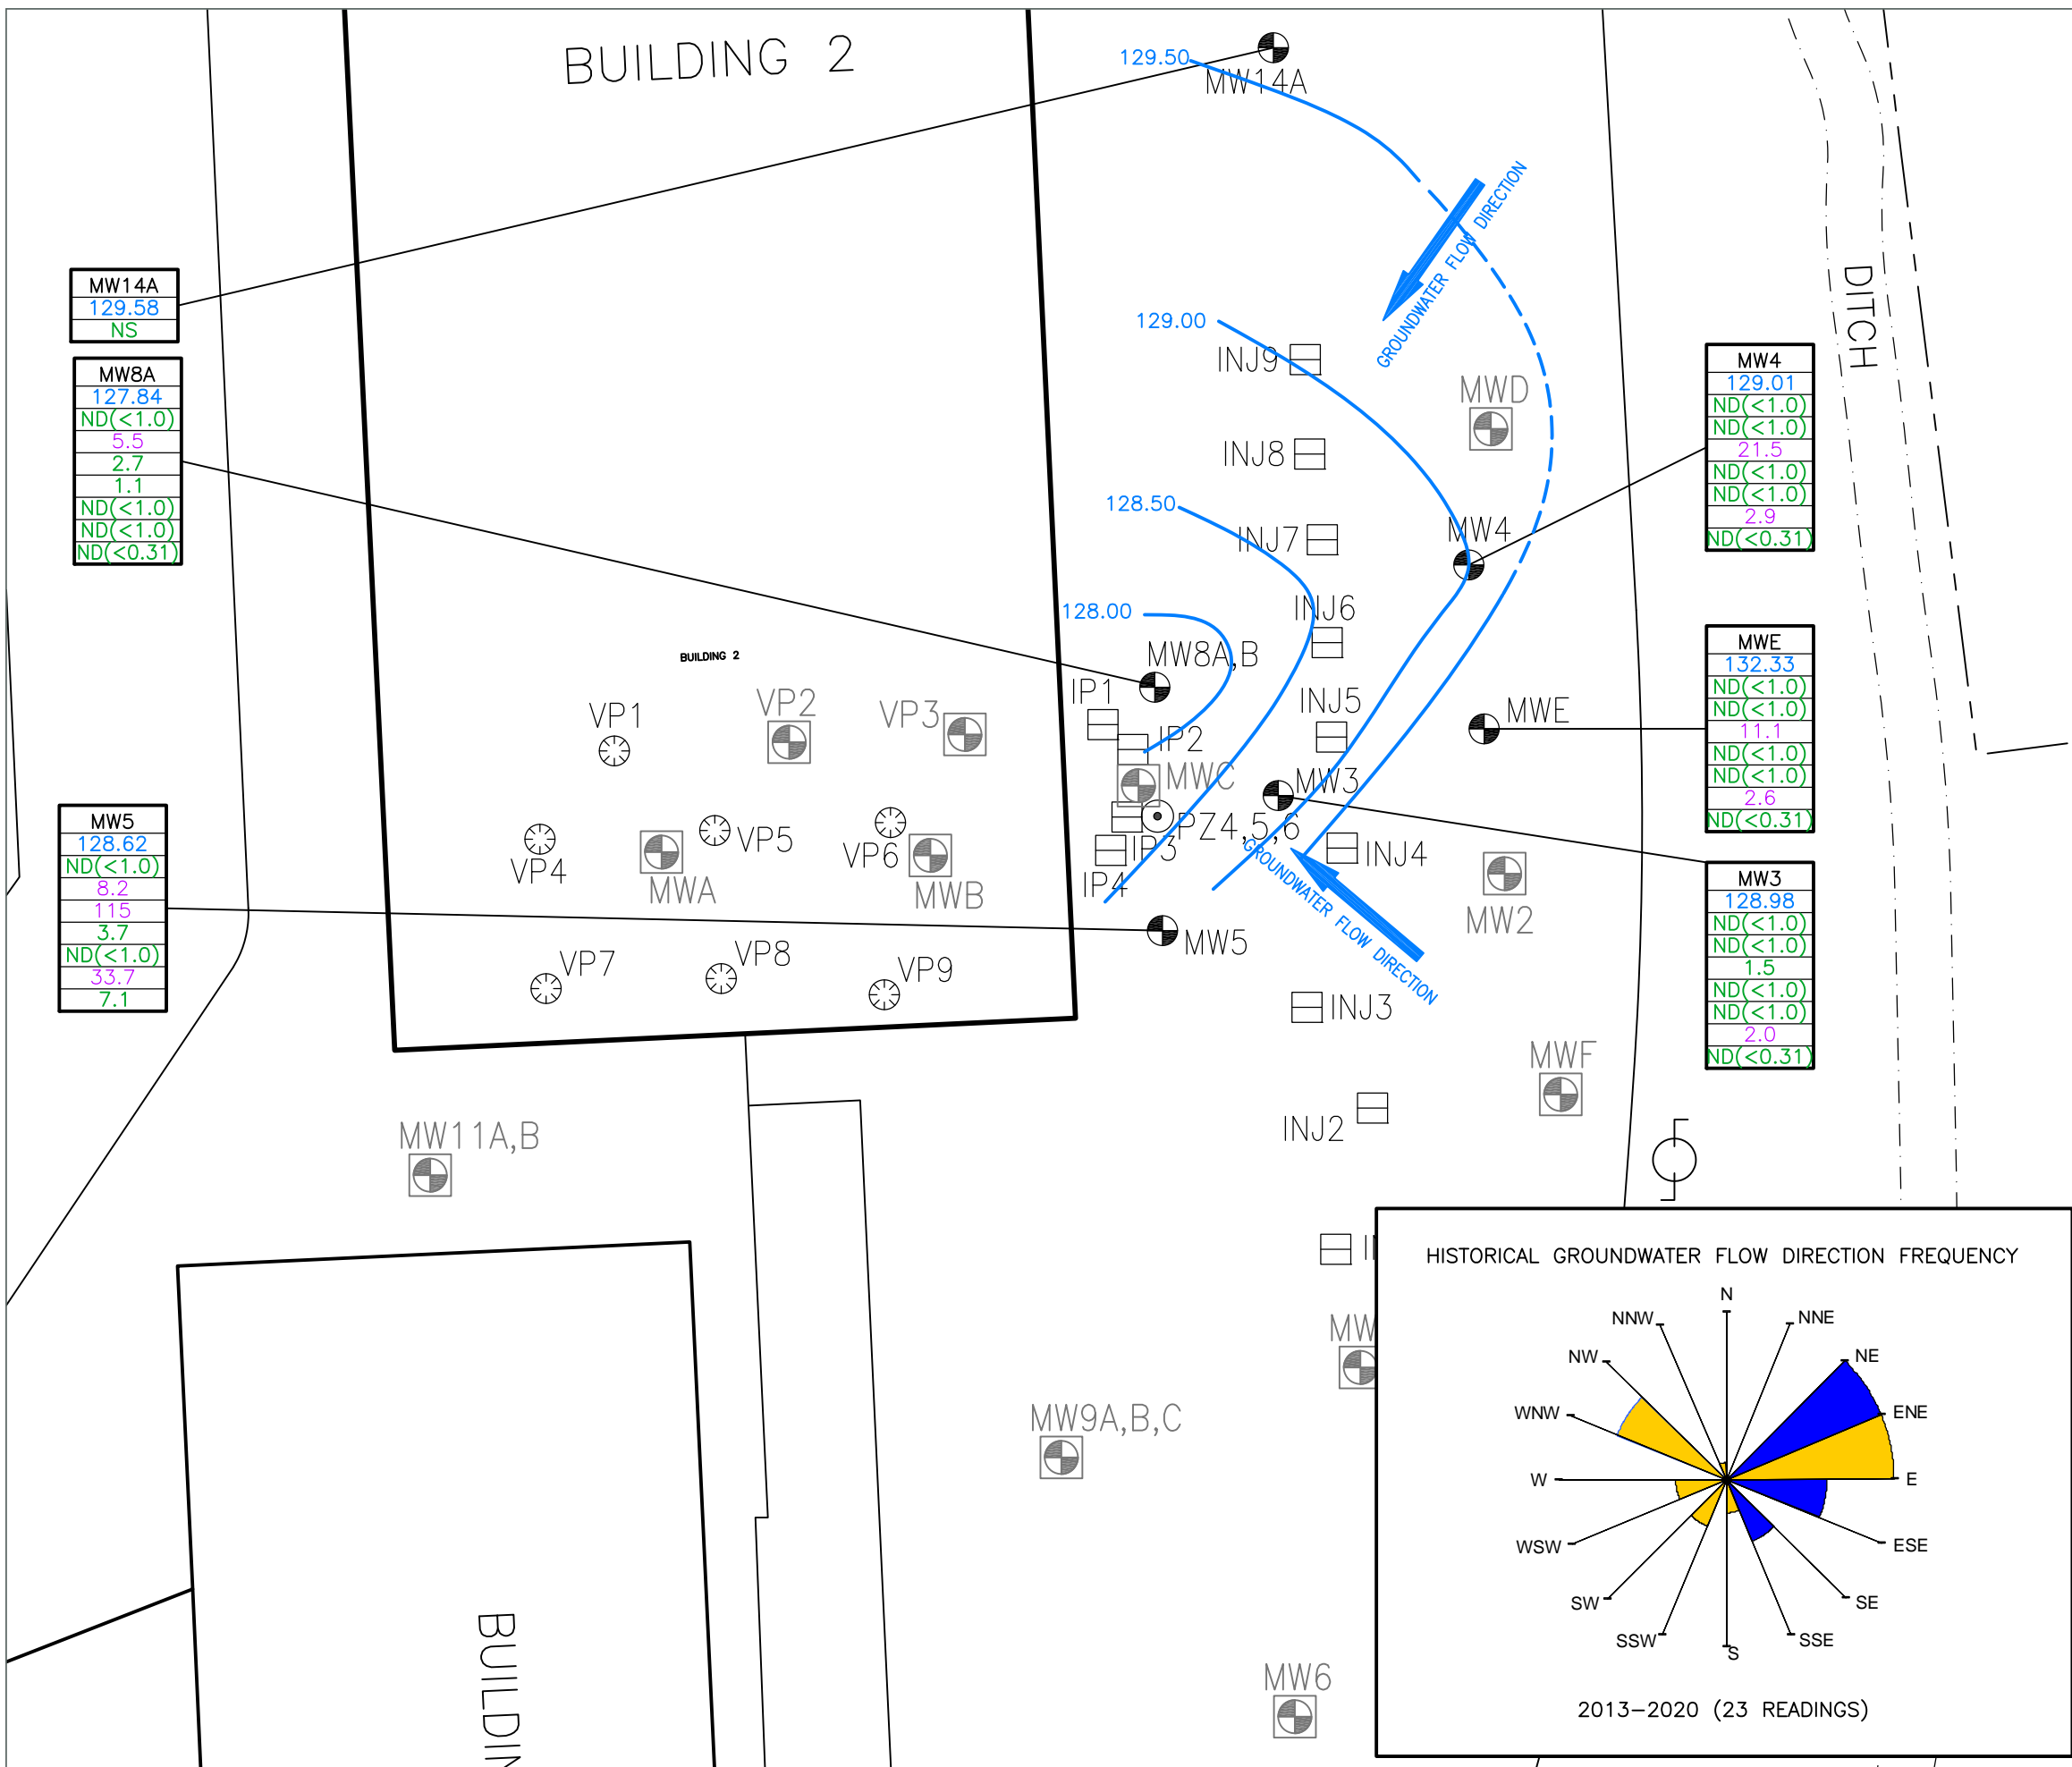 BUILDING 2
129.50
MW14A
GROUNDWATER FLOW DIRECTION
DITCH
MW14A
129.58
NS
MW8A
127.84
ND(<1.0)
5.5
2.7
1.1
ND(<1.0)
ND(<1.0)
ND(<0.31)
129.00
INJ9
MWD
INJ8
128.50
INJ7
MW4
MW4
129.01
ND(<1.0)
ND(<1.0)
21.5
ND(<1.0)
ND(<1.0)
2.9
ND(<0.31)
128.00
INJ6
MW8A,B
BUILDING 2
IP1
VP1
VP2
VP3
IP2
INJ5
MWE
MWE
132.33
ND(<1.0)
ND(<1.0)
11.1
ND(<1.0)
ND(<1.0)
2.6
ND(<0.31)
MWC
MW3
PZ4,5,6
VP4
VP5
VP6
IP3
INJ4
MWA
MWB
IP4
MW2
GROUNDWATER FLOW DIRECTION
MW5
128.62
ND(<1.0)
8.2
115
3.7
ND(<1.0)
33.7
7.1
MW3
128.98
ND(<1.0)
ND(<1.0)
1.5
ND(<1.0)
ND(<1.0)
2.0
ND(<0.31)
MW5
VP7
VP8
VP9
INJ3
MWF
INJ2
MW11A,B
MW
MW9A,B,C
MW6
BUILDIN
HISTORICAL GROUNDWATER FLOW DIRECTION FREQUENCY
N
NNW
NNE
NW
NE
WNW
ENE
W
E
WSW
ESE
SW
SE
SSW
SSE
S
2013-2020 (23 READINGS)